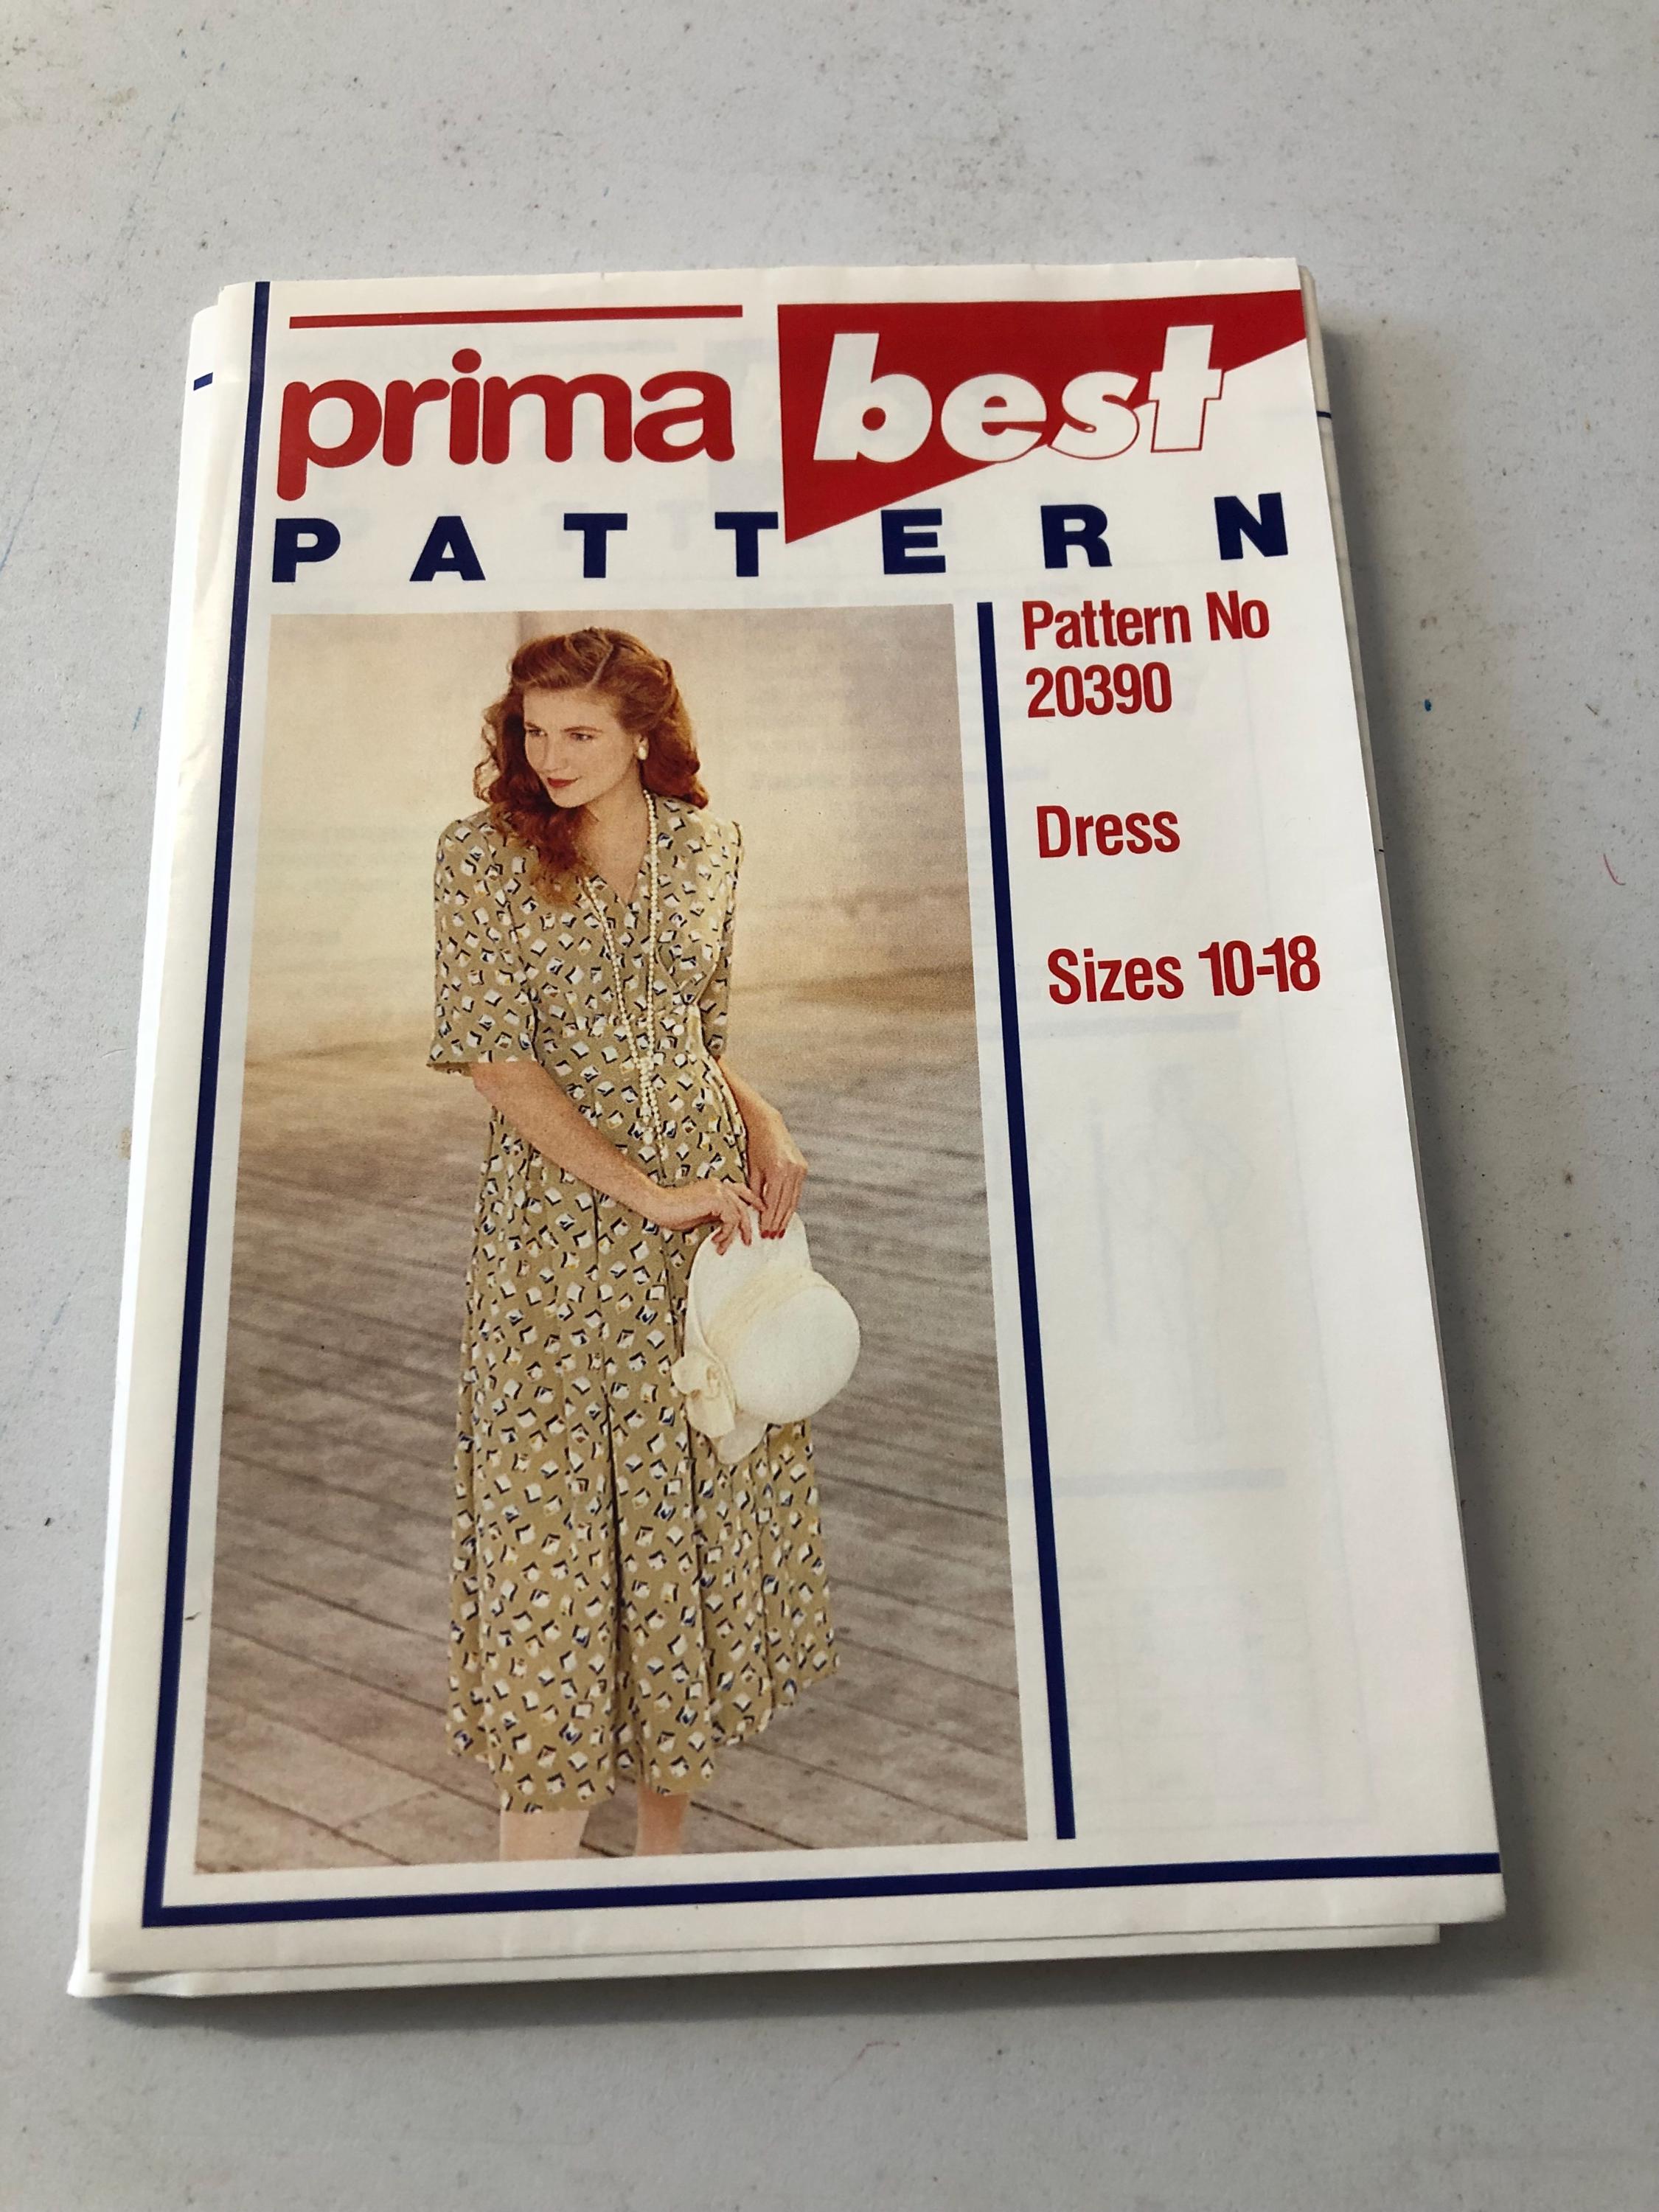 prima best
PATTERN
Pattern No
20390
Dress
Sizes 10-18